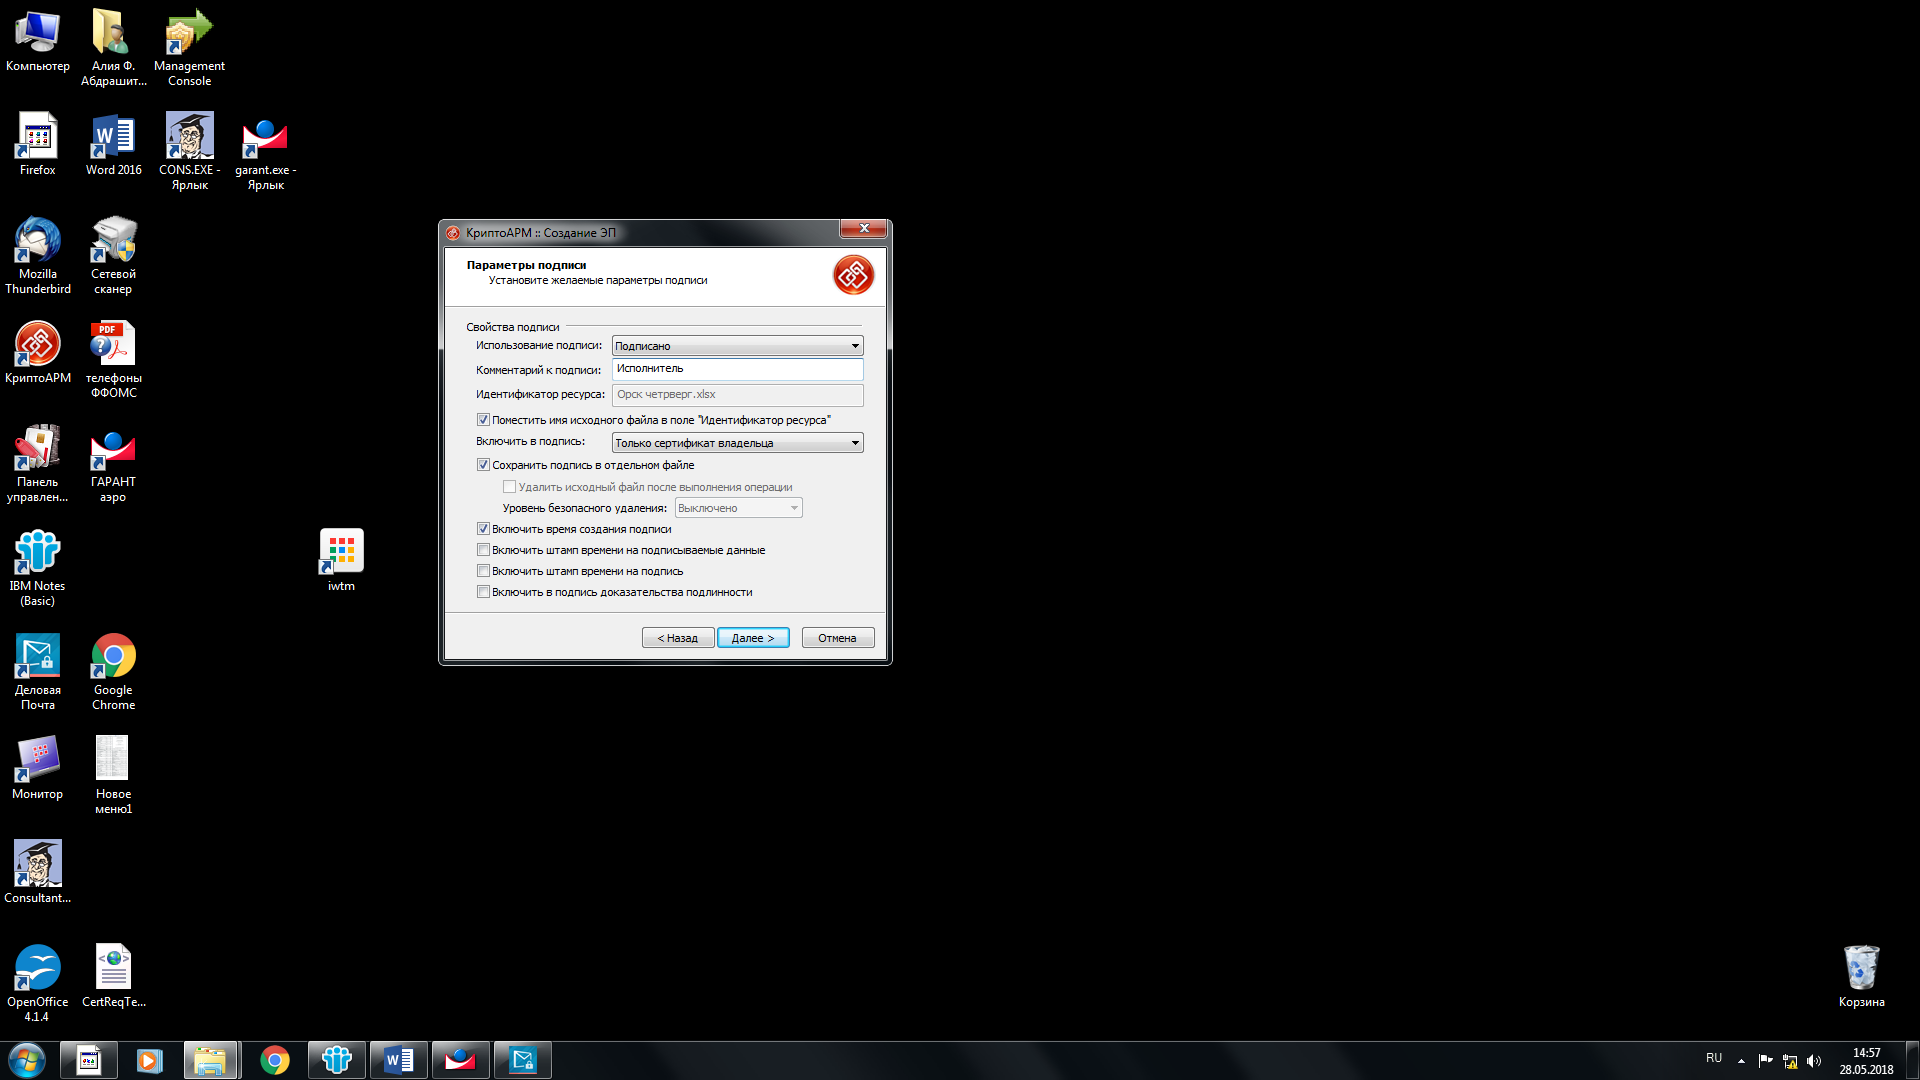 Компьютер
Алия Ф.
Абдрашит...
Management
Console
Firefox
Word 2016
CONS.EXE -
Ярлык
garant.exe -
Ярлык
Mozilla
Thunderbird
Сетевой
сканер
КриптоАРМ
PDF
телефоны
ФФОМС
Панель
управлен...
ГАРАНТ
аэро
IBM Notes
(Basic)
iwtm
Деловая
Почта
Google
Chrome
Монитор
Новое
меню1
Consultant...
OpenOffice
4.1.4
CertReqTe...
Корзина
КриптоАРМ :: Создание ЭП
Параметры подписи
Установите желаемые параметры подписи
Свойства подписи
Использование подписи: Подписано
Комментарий к подписи: Исполнитель
Идентификатор ресурса: Орск четрверг.xlsx
Поместить имя исходного файла в поле "Идентификатор ресурса"
Включить в подпись: Только сертификат владельца
Сохранить подпись в отдельном файле
Удалить исходный файл после выполнения операции
Уровень безопасного удаления: Выключено
Включить время создания подписи
Включить штамп времени на подписываемые данные
Включить штамп времени на подпись
Включить в подпись доказательства подлинности
< Назад
Далее >
Отмена
RU
14:57
28.05.2018